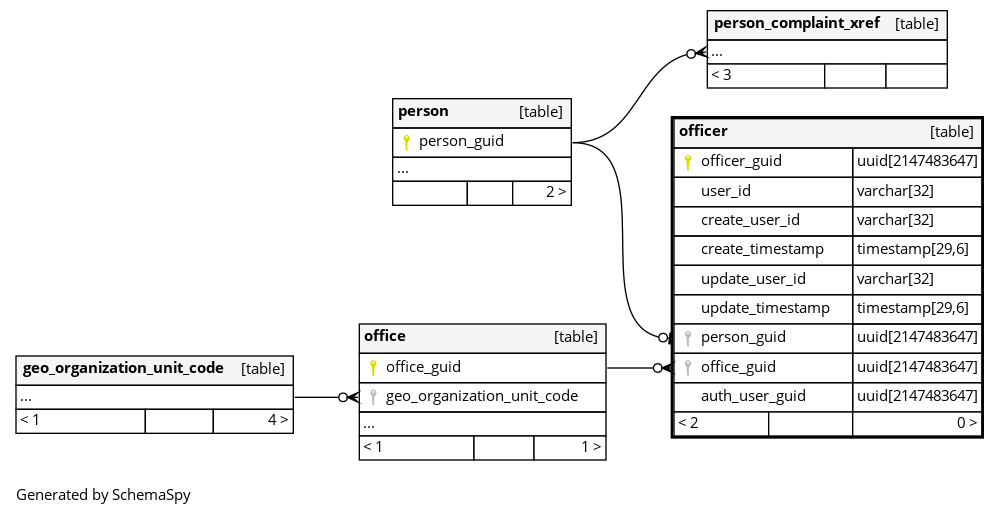 person_complaint_xref [table]
...
< 3
person [table]
person_guid
...
2 >
officer [table]
officer_guid uuid[2147483647]
user_id varchar[32]
create_user_id varchar[32]
create_timestamp timestamp[29,6]
update_user_id varchar[32]
update_timestamp timestamp[29,6]
person_guid uuid[2147483647]
office_guid uuid[2147483647]
auth_user_guid uuid[2147483647]
< 2 0 >
office [table]
office_guid
geo_organization_unit_code
...
< 1 1 >
geo_organization_unit_code [table]
...
< 1 4 >
Generated by SchemaSpy